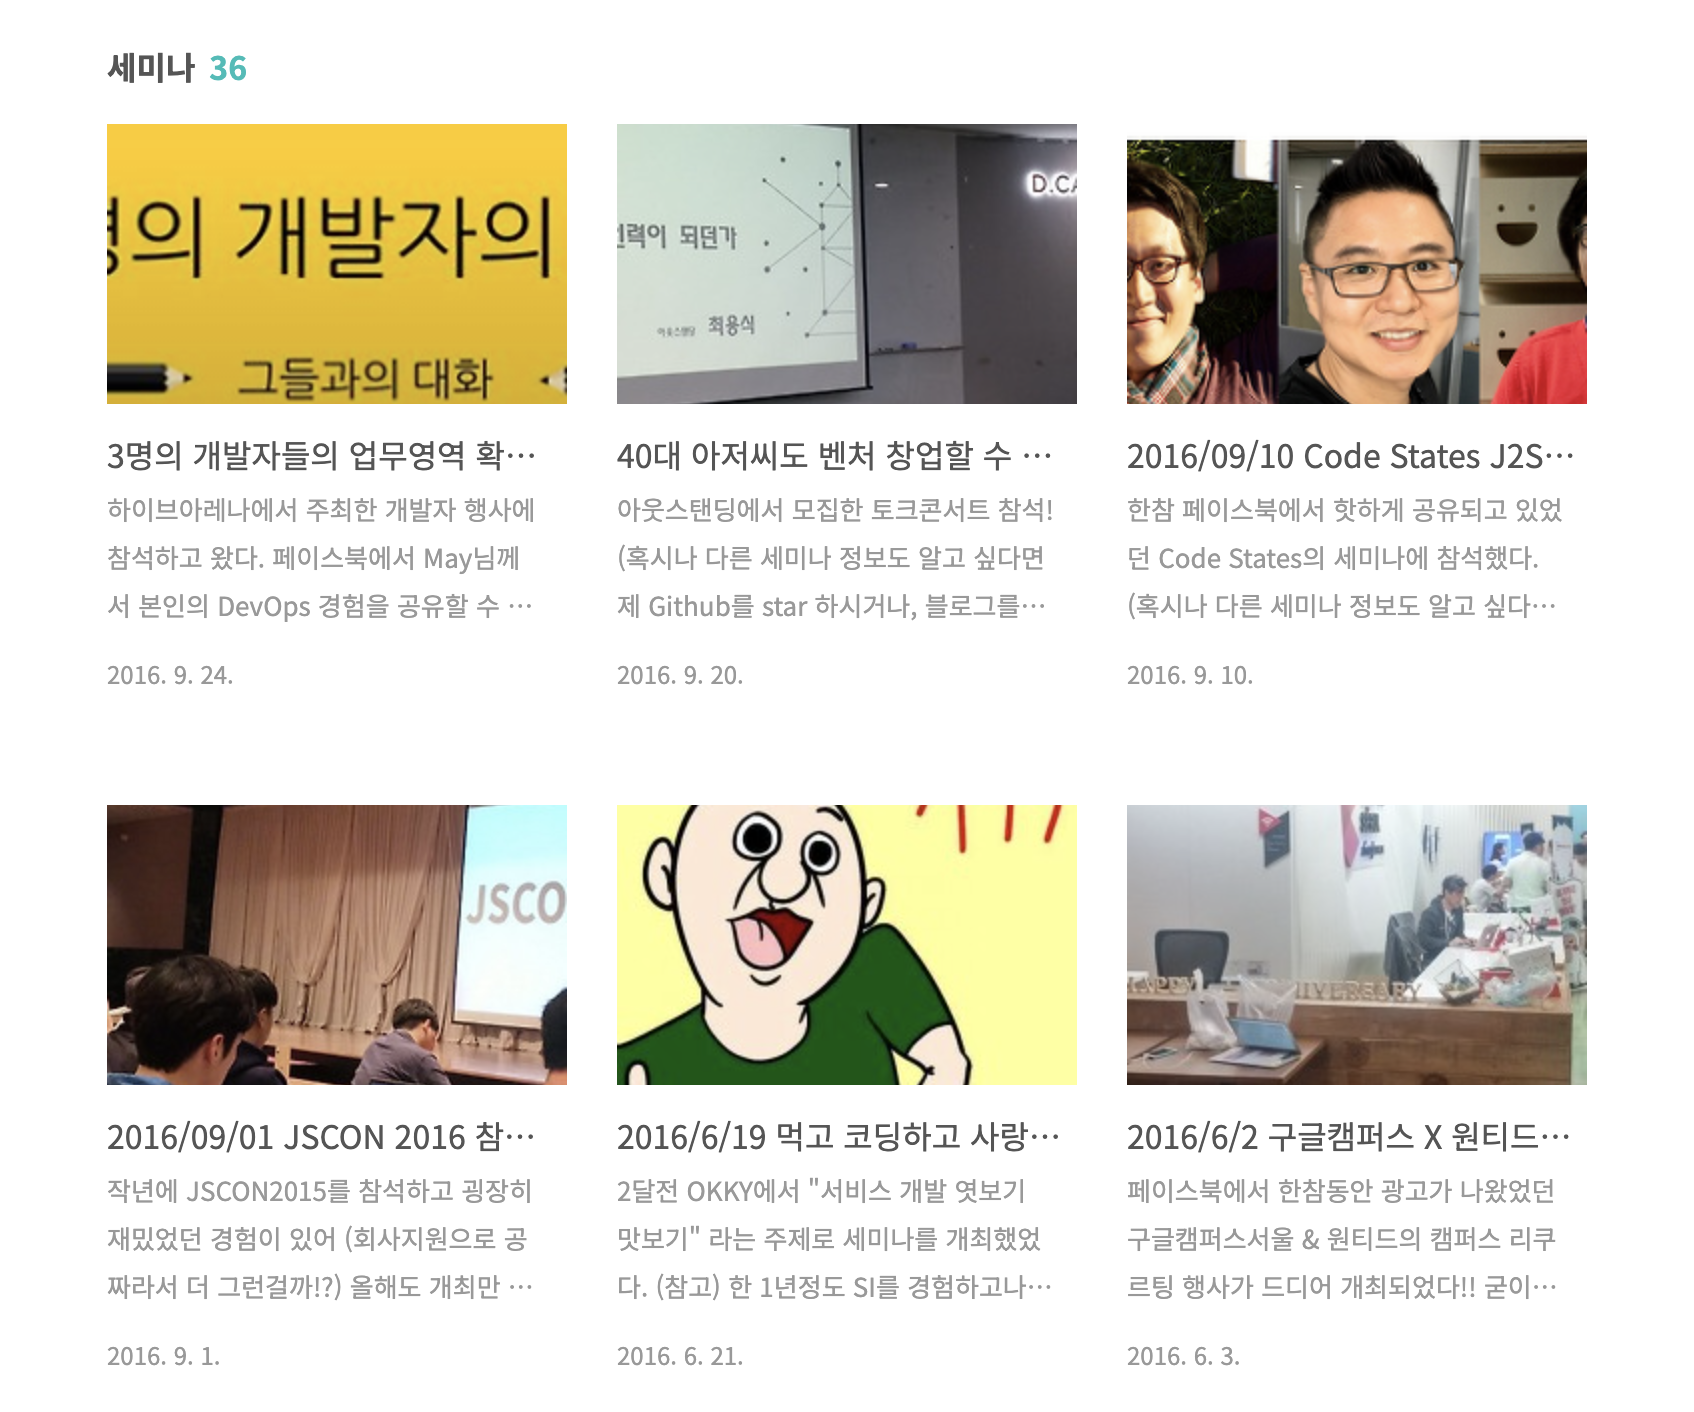 세미나 36
명의 개발자의
그들과의 대화
되던가
아웃스탠딩 최용식
D.CA
3명의 개발자들의 업무영역 확…
하이브아레나에서 주최한 개발자 행사에
참석하고 왔다. 페이스북에서 May님께
서 본인의 DevOps 경험을 공유할 수 …
2016. 9. 24.
40대 아저씨도 벤처 창업할 수 …
아웃스탠딩에서 모집한 토크콘서트 참석!
(혹시나 다른 세미나 정보도 알고 싶다면
제 Github를 star 하시거나, 블로그를…
2016. 9. 20.
2016/09/10 Code States J2S…
한참 페이스북에서 핫하게 공유되고 있었
던 Code States의 세미나에 참석했다.
(혹시나 다른 세미나 정보도 알고 싶다…
2016. 9. 10.
JSCO
2016/09/01 JSCON 2016 참…
작년에 JSCON2015를 참석하고 굉장히
재밌었던 경험이 있어 (회사지원으로 공
짜라서 더 그런걸까!?) 올해도 개최만 …
2016. 9. 1.
2016/6/19 먹고 코딩하고 사랑…
2달전 OKKY에서 "서비스 개발 엿보기
맛보기" 라는 주제로 세미나를 개최했었
다. (참고) 한 1년정도 SI를 경험하고나…
2016. 6. 21.
HAPPY NIVERSARY
2016/6/2 구글캠퍼스 X 원티드…
페이스북에서 한참동안 광고가 나왔었던
구글캠퍼스서울 & 원티드의 캠퍼스 리쿠
르팅 행사가 드디어 개최되었다!! 굳이…
2016. 6. 3.